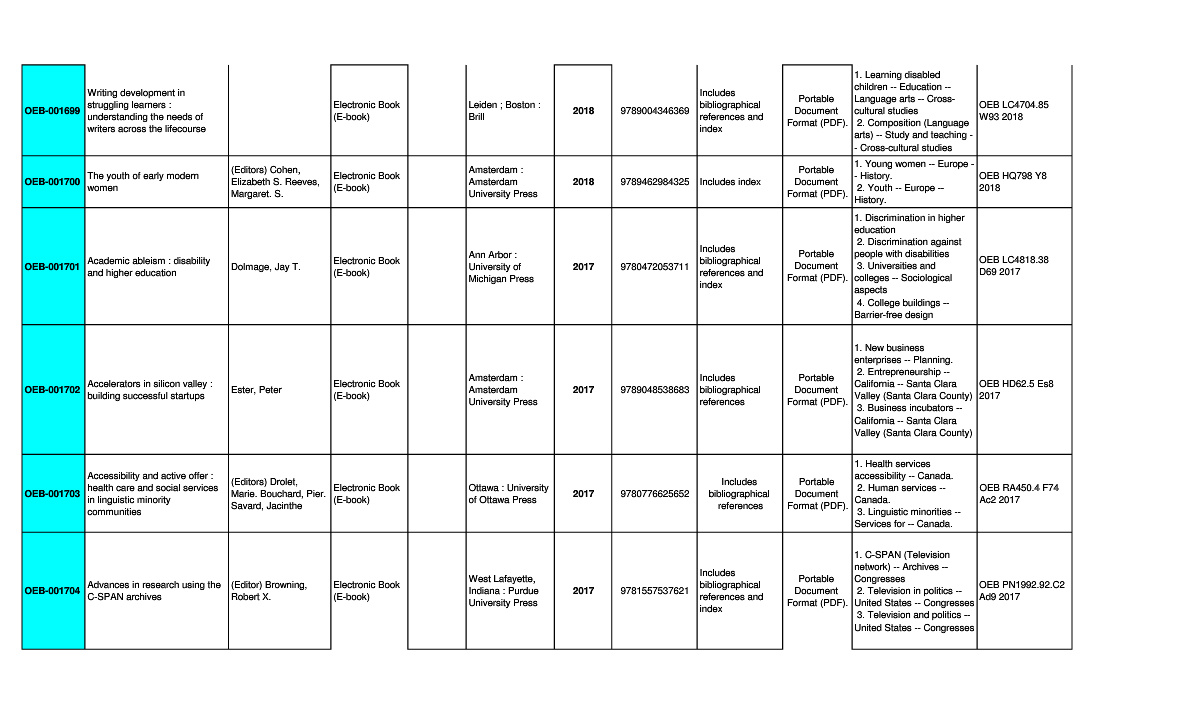 OEB-001699
Writing development in
struggling learners :
understanding the needs of
writers across the lifecourse
Electronic Book
(E-book)
Leiden ; Boston :
Brill
2018
9789004346369
Includes
bibliographical
references and
index
Portable
Document
Format (PDF).
1. Learning disabled
children -- Education --
Language arts -- Cross-
cultural studies
2. Composition (Language
arts) -- Study and teaching -
- Cross-cultural studies
OEB LC4704.85
W93 2018
OEB-001700
The youth of early modern
women
(Editors) Cohen,
Elizabeth S. Reeves,
Margaret. S.
Electronic Book
(E-book)
Amsterdam :
Amsterdam
University Press
2018
9789462984325
Includes index
Portable
Document
Format (PDF).
1. Young women -- Europe -
- History.
2. Youth -- Europe --
History.
OEB HQ798 Y8
2018
OEB-001701
Academic ableism : disability
and higher education
Dolmage, Jay T.
Electronic Book
(E-book)
Ann Arbor :
University of
Michigan Press
2017
9780472053711
Includes
bibliographical
references and
index
Portable
Document
Format (PDF).
1. Discrimination in higher
education
2. Discrimination against
people with disabilities
3. Universities and
colleges -- Sociological
aspects
4. College buildings --
Barrier-free design
OEB LC4818.38
D69 2017
OEB-001702
Accelerators in silicon valley :
building successful startups
Ester, Peter
Electronic Book
(E-book)
Amsterdam :
Amsterdam
University Press
2017
9789048538683
Includes
bibliographical
references
Portable
Document
Format (PDF).
1. New business
enterprises -- Planning.
2. Entrepreneurship --
California -- Santa Clara
Valley (Santa Clara County)
3. Business incubators --
California -- Santa Clara
Valley (Santa Clara County)
OEB HD62.5 Es8
2017
OEB-001703
Accessibility and active offer :
health care and social services
in linguistic minority
communities
(Editors) Drolet,
Marie. Bouchard, Pier.
Savard, Jacinthe
Electronic Book
(E-book)
Ottawa : University
of Ottawa Press
2017
9780776625652
Includes
bibliographical
references
Portable
Document
Format (PDF).
1. Health services
accessibility -- Canada.
2. Human services --
Canada.
3. Linguistic minorities --
Services for -- Canada.
OEB RA450.4 F74
Ac2 2017
OEB-001704
Advances in research using the
C-SPAN archives
(Editor) Browning,
Robert X.
Electronic Book
(E-book)
West Lafayette,
Indiana : Purdue
University Press
2017
9781557537621
Includes
bibliographical
references and
index
Portable
Document
Format (PDF).
1. C-SPAN (Television
network) -- Archives --
Congresses
2. Television in politics --
United States -- Congresses
3. Television and politics --
United States -- Congresses
OEB PN1992.92.C2
Ad9 2017